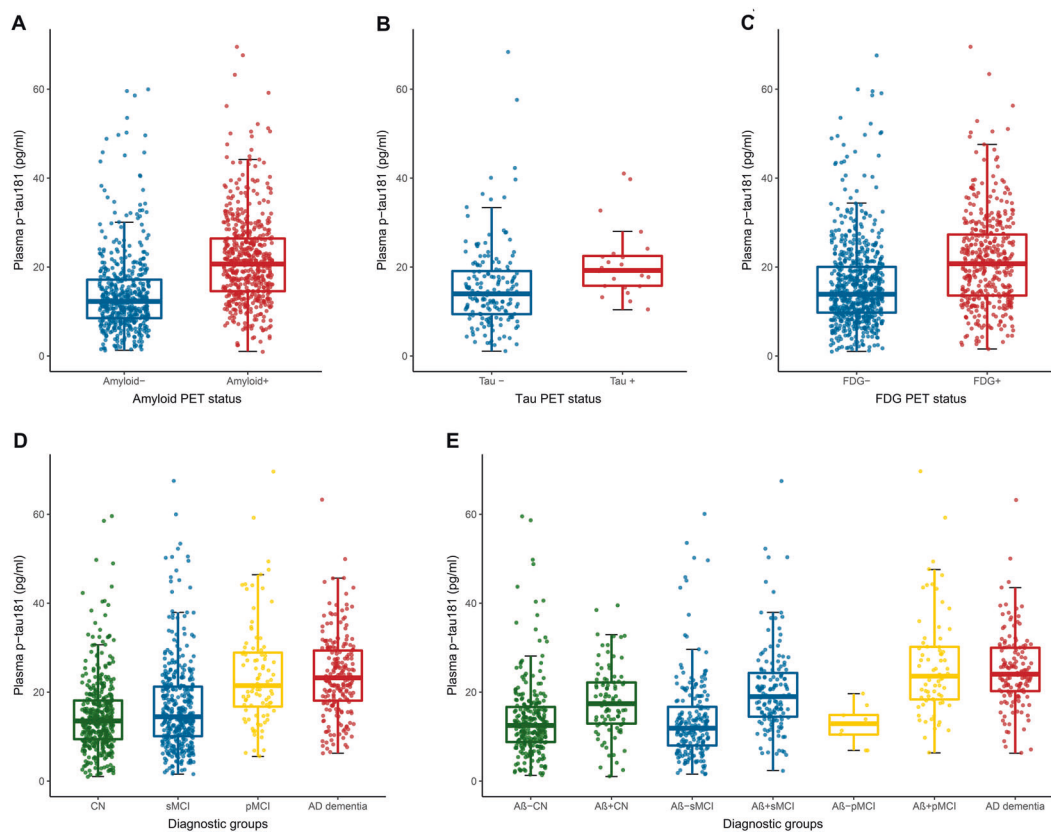 A
Plasma p−tau181 (pg/ml)
60
40
20
0
Amyloid− Amyloid+
Amyloid PET status
B
Plasma p−tau181 (pg/ml)
60
40
20
0
Tau − Tau +
Tau PET status
C
Plasma p−tau181 (pg/ml)
60
40
20
0
FDG− FDG+
FDG PET status
D
Plasma p−tau181 (pg/ml)
60
40
20
0
CN sMCI pMCI AD dementia
Diagnostic groups
E
Plasma p−tau181 (pg/ml)
60
40
20
0
Aß−CN Aß+CN Aß−sMCI Aß+sMCI Aß−pMCI Aß+pMCI AD dementia
Diagnostic groups